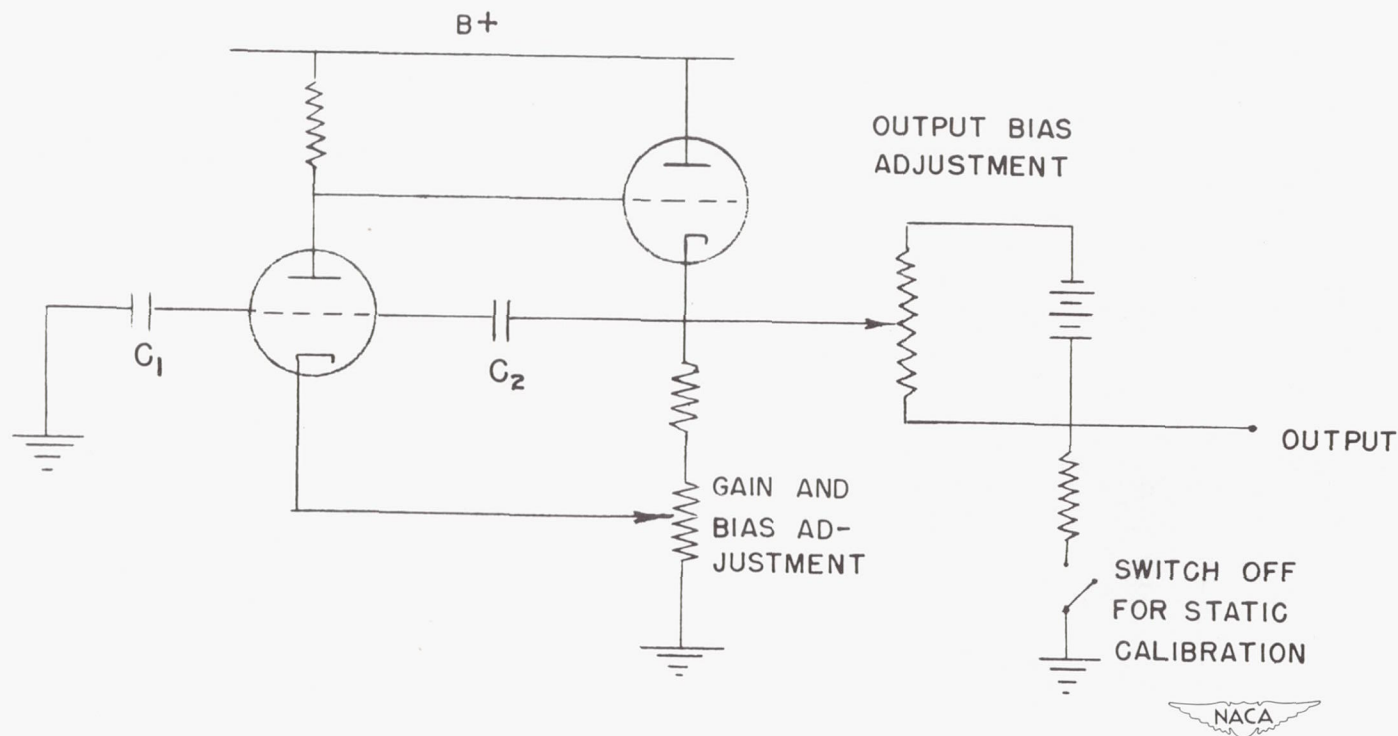 B+
OUTPUT BIAS
ADJUSTMENT
C1
C2
OUTPUT
GAIN AND
BIAS AD-
JUSTMENT
SWITCH OFF
FOR STATIC
CALIBRATION
NACA